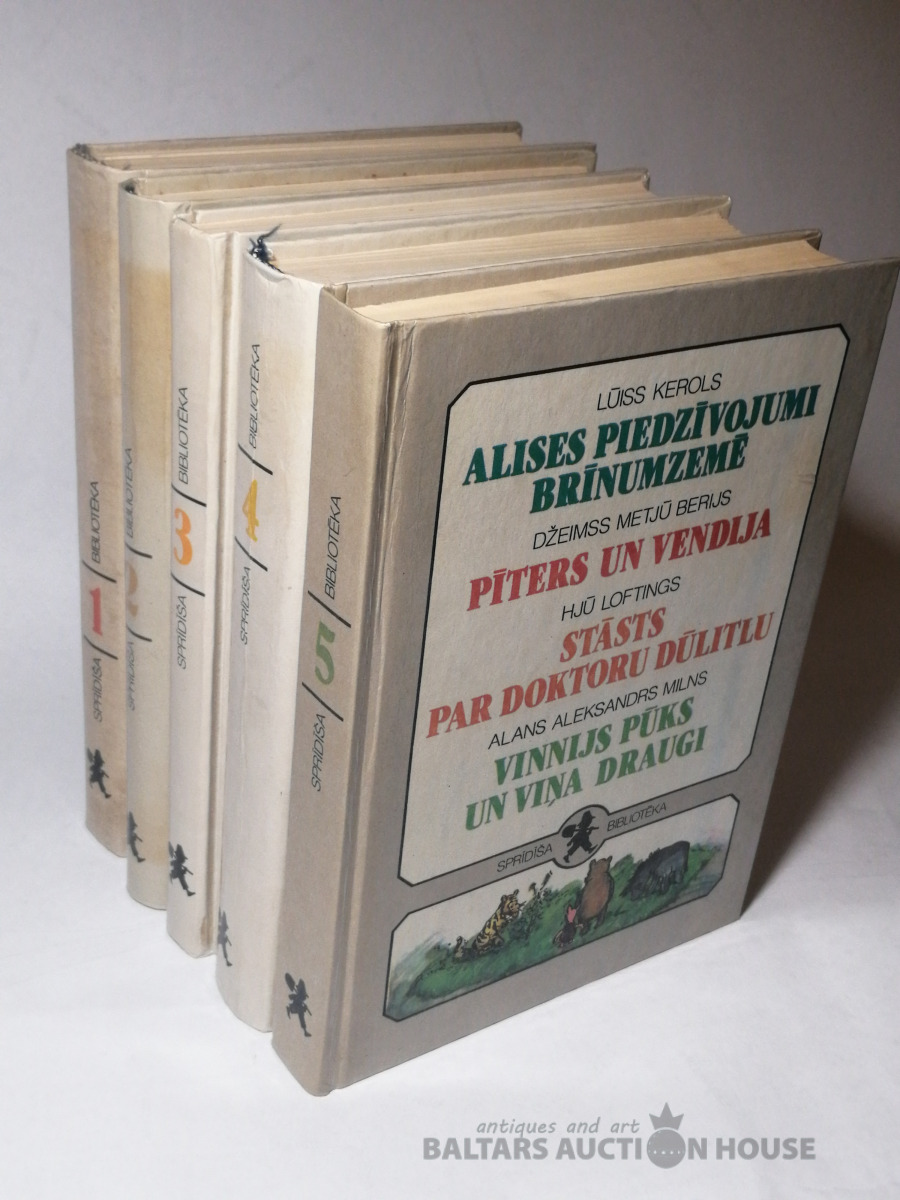 SPRĪDĪŠA 1 BIBLIOTĒKA
SPRĪDĪŠA 2 BIBLIOTĒKA
SPRĪDĪŠA 3 BIBLIOTĒKA
SPRĪDĪŠA 4 BIBLIOTĒKA
SPRĪDĪŠA 5 BIBLIOTĒKA
LŪISS KEROLS
ALISES PIEDZĪVOJUMI
BRĪNUMZEMĒ
DŽEIMSS METJŪ BERIJS
PĪTERS UN VENDIJA
HJŪ LOFTINGS
STĀSTS
PAR DOKTORU DŪLITLU
ALANS ALEKSANDRS MILNS
VINNIJS PŪKS
UN VIŅA DRAUGI
SPRĪDĪŠA BIBLIOTĒKA
antiques and art
BALTARS AUCTION HOUSE